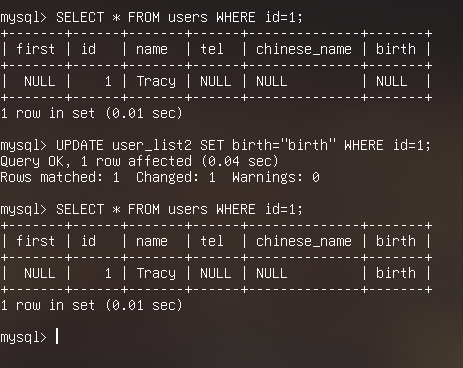 mysql> SELECT * FROM users WHERE id=1;
+-------+------+-------+------+--------------+-------+
| first | id   | name  | tel  | chinese_name | birth |
+-------+------+-------+------+--------------+-------+
|  NULL |    1 | Tracy | NULL | NULL         | NULL  |
+-------+------+-------+------+--------------+-------+
1 row in set (0.01 sec)
mysql> UPDATE user_list2 SET birth="birth" WHERE id=1;
Query OK, 1 row affected (0.04 sec)
Rows matched: 1  Changed: 1  Warnings: 0
mysql> SELECT * FROM users WHERE id=1;
+-------+------+-------+------+--------------+-------+
| first | id   | name  | tel  | chinese_name | birth |
+-------+------+-------+------+--------------+-------+
|  NULL |    1 | Tracy | NULL | NULL         | birth |
+-------+------+-------+------+--------------+-------+
1 row in set (0.01 sec)
mysql>